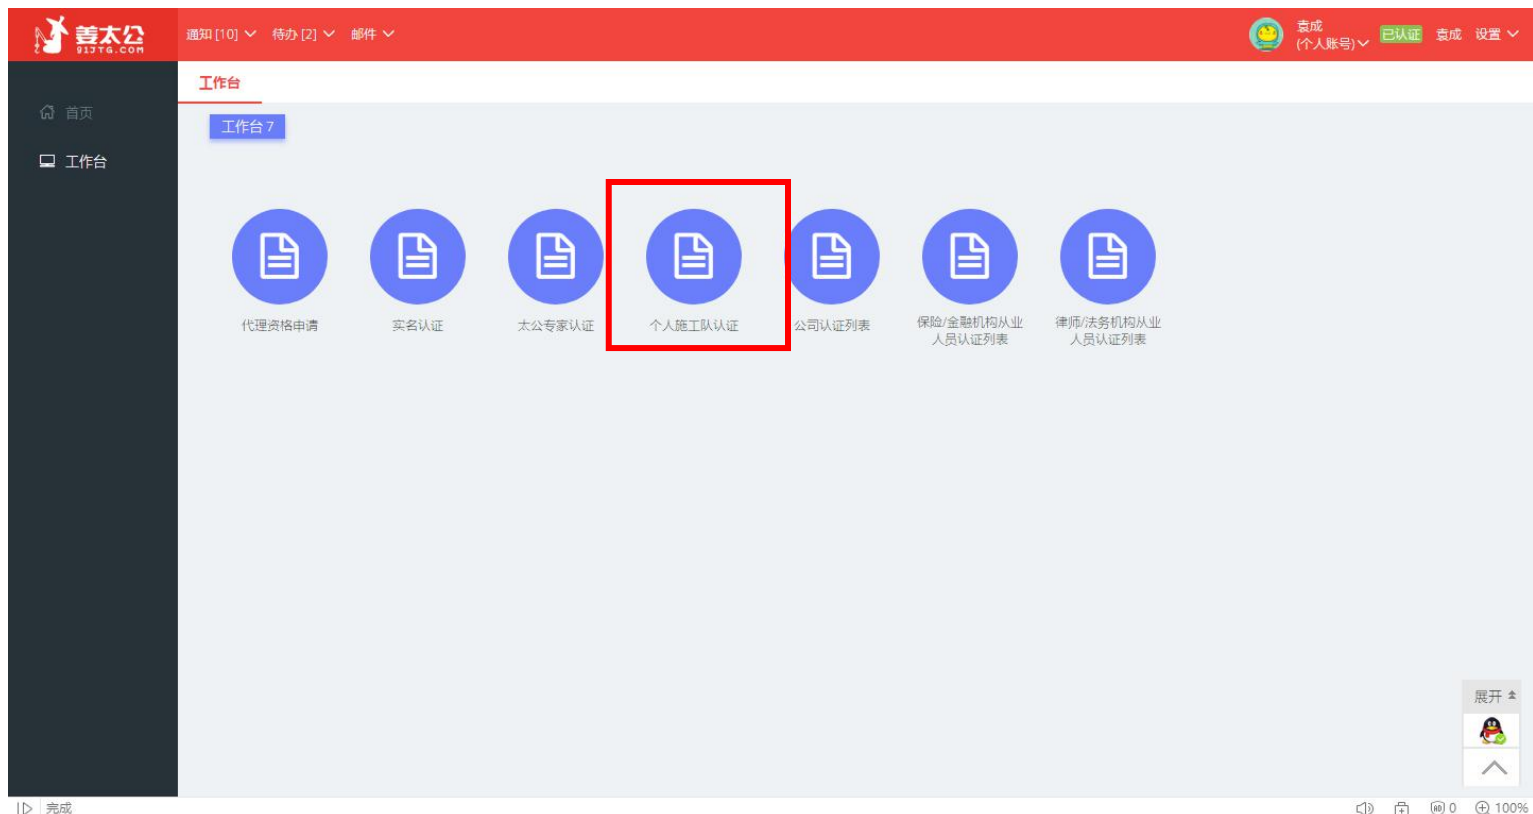 姜太公
91JTG.COM
通知 [10]
待办 [2]
邮件
袁成
(个人账号)
已认证
袁成
设置
工作台
首页
工作台
工作台 7
代理资格申请
实名认证
太公专家认证
个人施工队认证
公司认证列表
保险/金融机构从业
人员认证列表
律师/法务机构从业
人员认证列表
展开
完成
0
100%